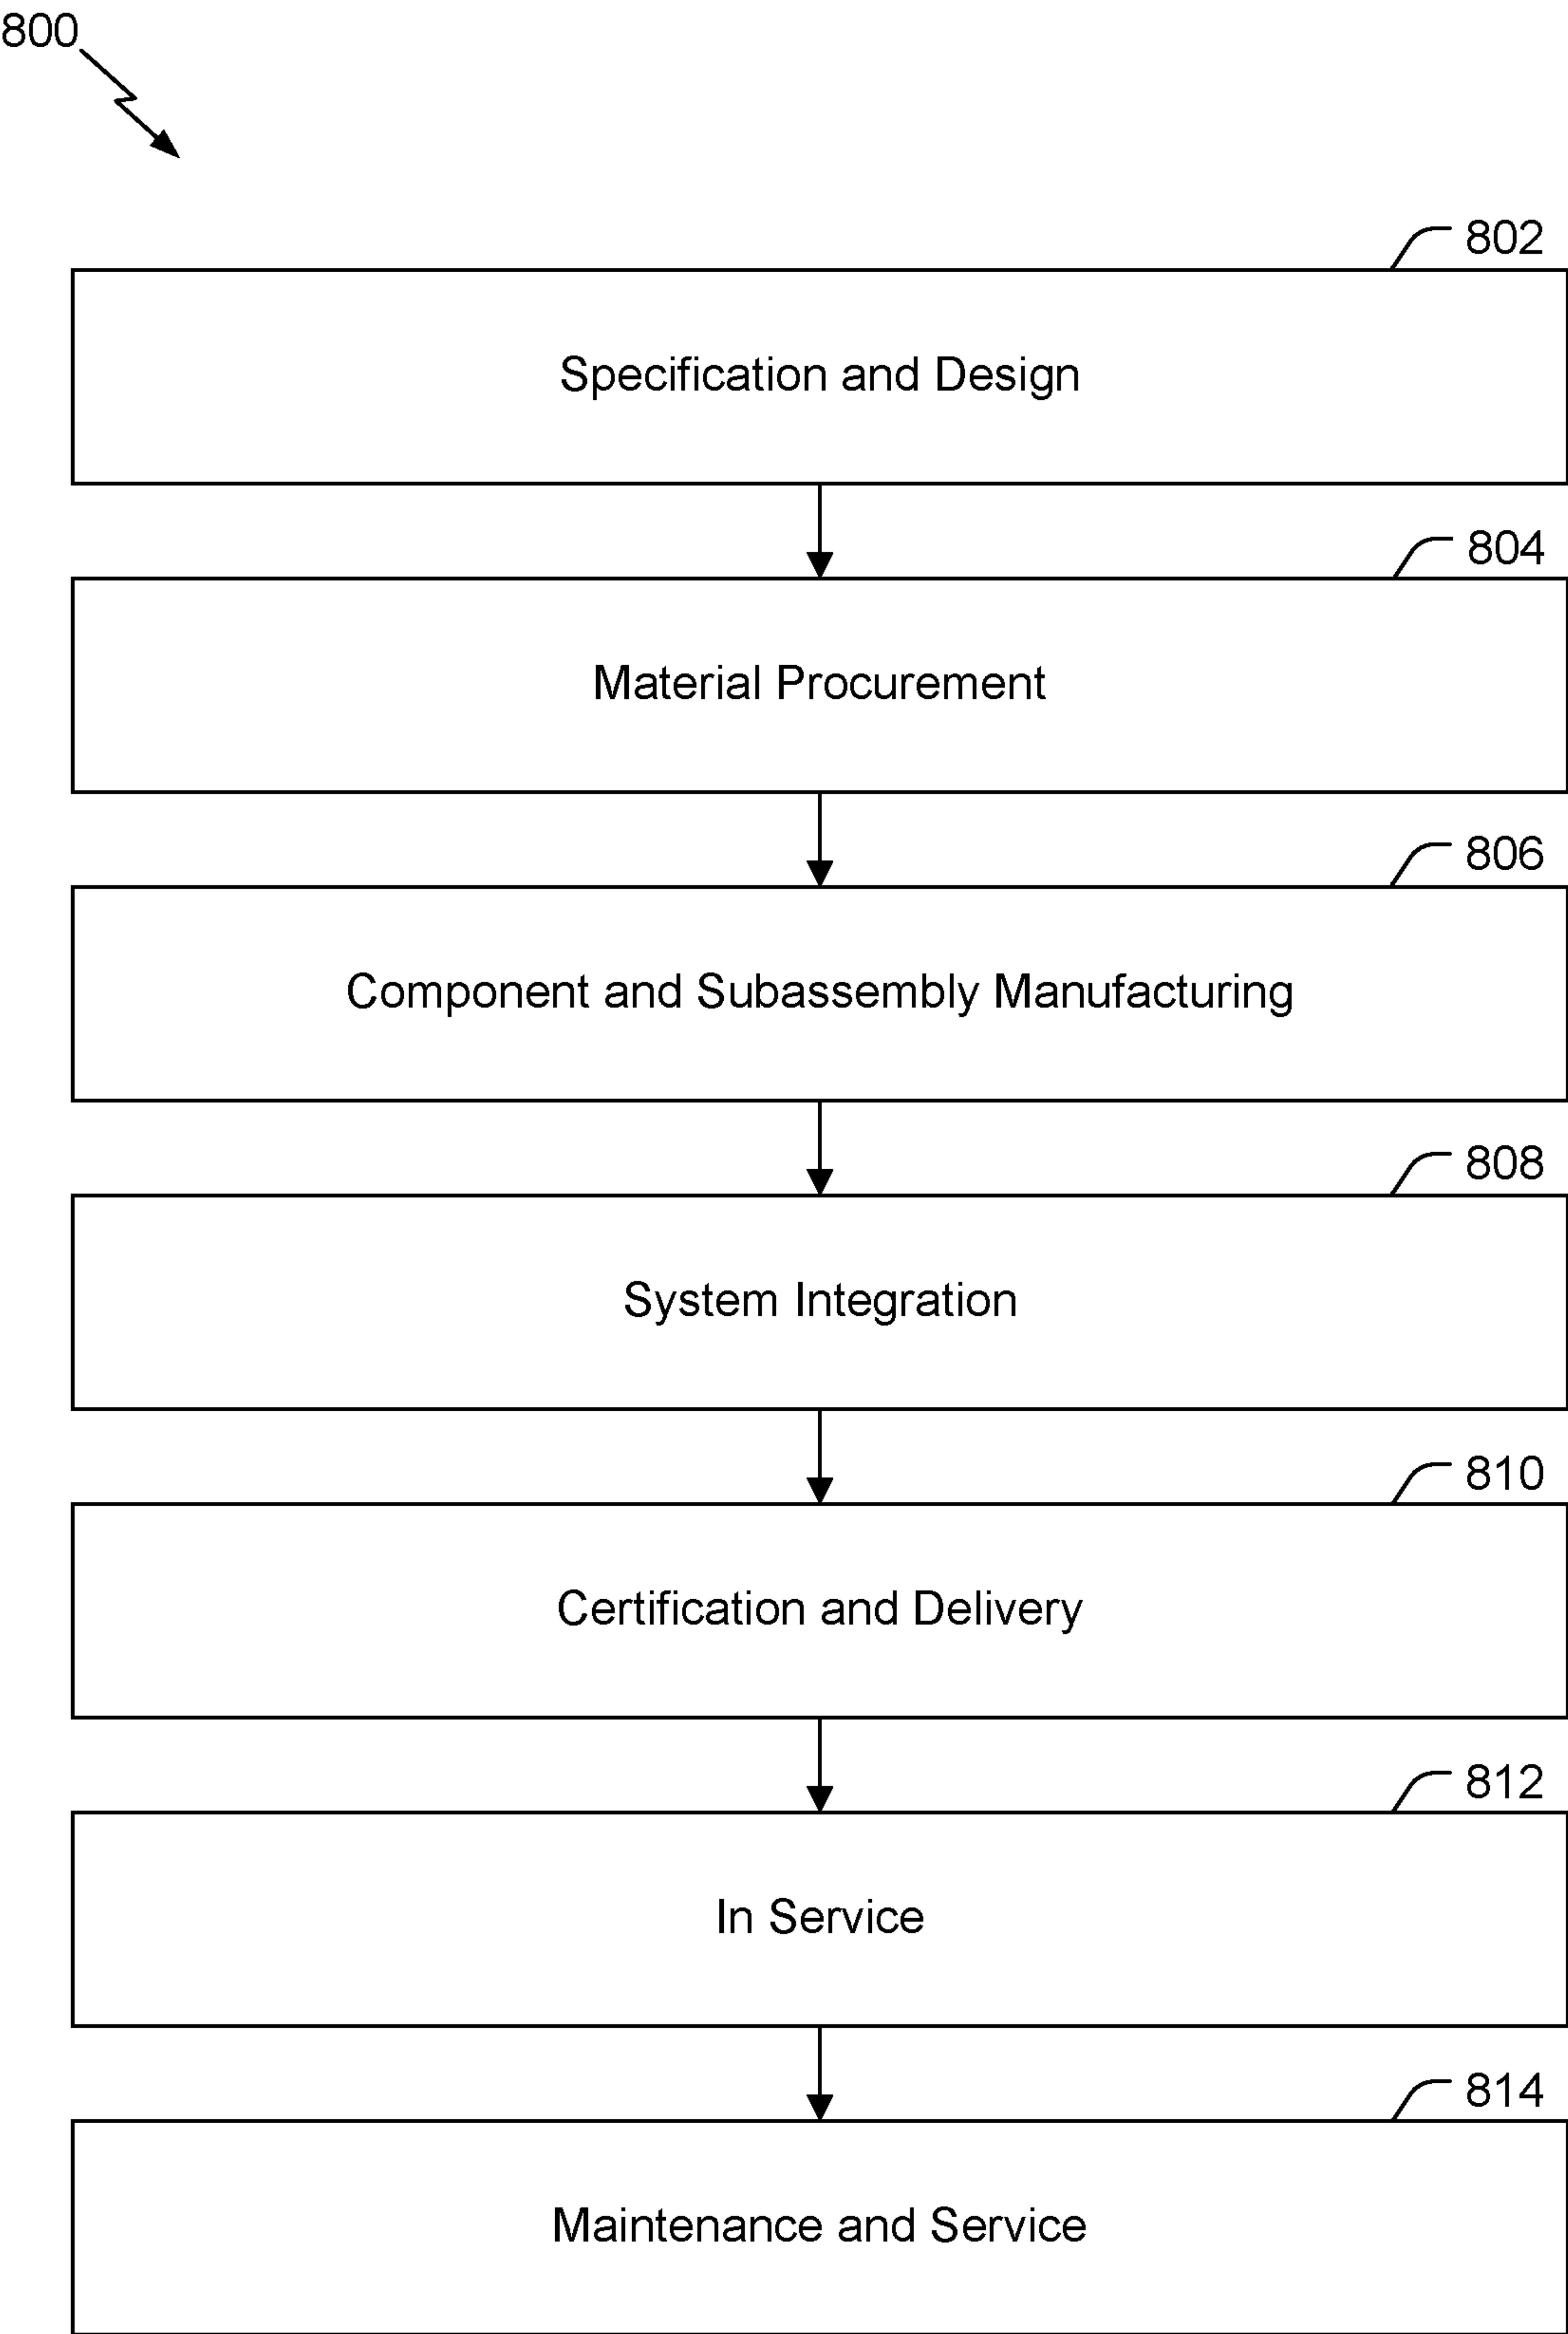 800
802
Specification and Design
804
Material Procurement
806
Component and Subassembly Manufacturing
808
System Integration
810
Certification and Delivery
812
In Service
814
Maintenance and Service